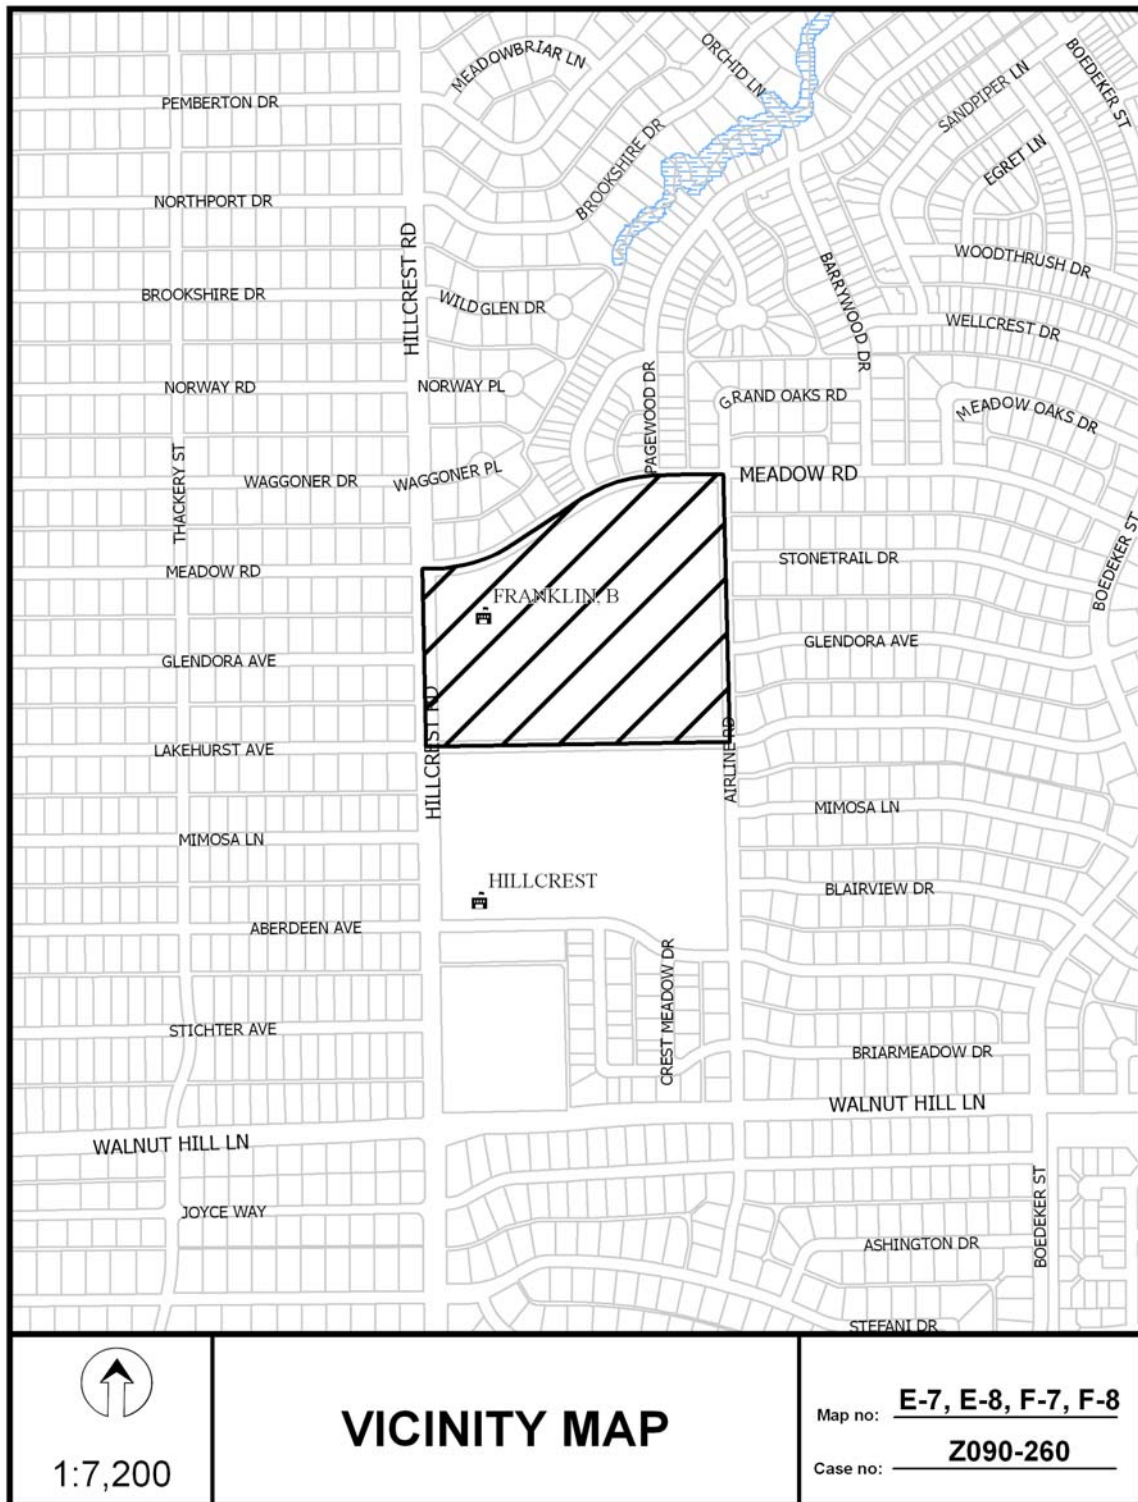 ORCHID LN
BOEDEKER ST
MEADOWBRIAR LN
SANDPIPER LN
PEMBERTON DR
BROOKSHIRE DR
EGRET LN
NORTHPORT DR
HILLCREST RD
BARRYWOOD DR
WOODTHRUSH DR
BROOKSHIRE DR
WILD GLEN DR
WELLCREST DR
NORWAY RD
NORWAY PL
PAGEWOOD DR
GRAND OAKS RD
MEADOW OAKS DR
THACKERY ST
WAGGONER DR
WAGGONER PL
MEADOW RD
MEADOW RD
STONETRAIL DR
BOEDEKER ST
FRANKLIN, B
GLENDORA AVE
GLENDORA AVE
HILLCREST RD
LAKEHURST AVE
AIRLINE RD
MIMOSA LN
MIMOSA LN
HILLCREST
BLAIRVIEW DR
ABERDEEN AVE
CREST MEADOW DR
STICHTER AVE
BRIARMEADOW DR
WALNUT HILL LN
WALNUT HILL LN
JOYCE WAY
BOEDEKER ST
ASHINGTON DR
STEFANI DR
1:7,200
VICINITY MAP
Map no: E-7, E-8, F-7, F-8
Case no: Z090-260